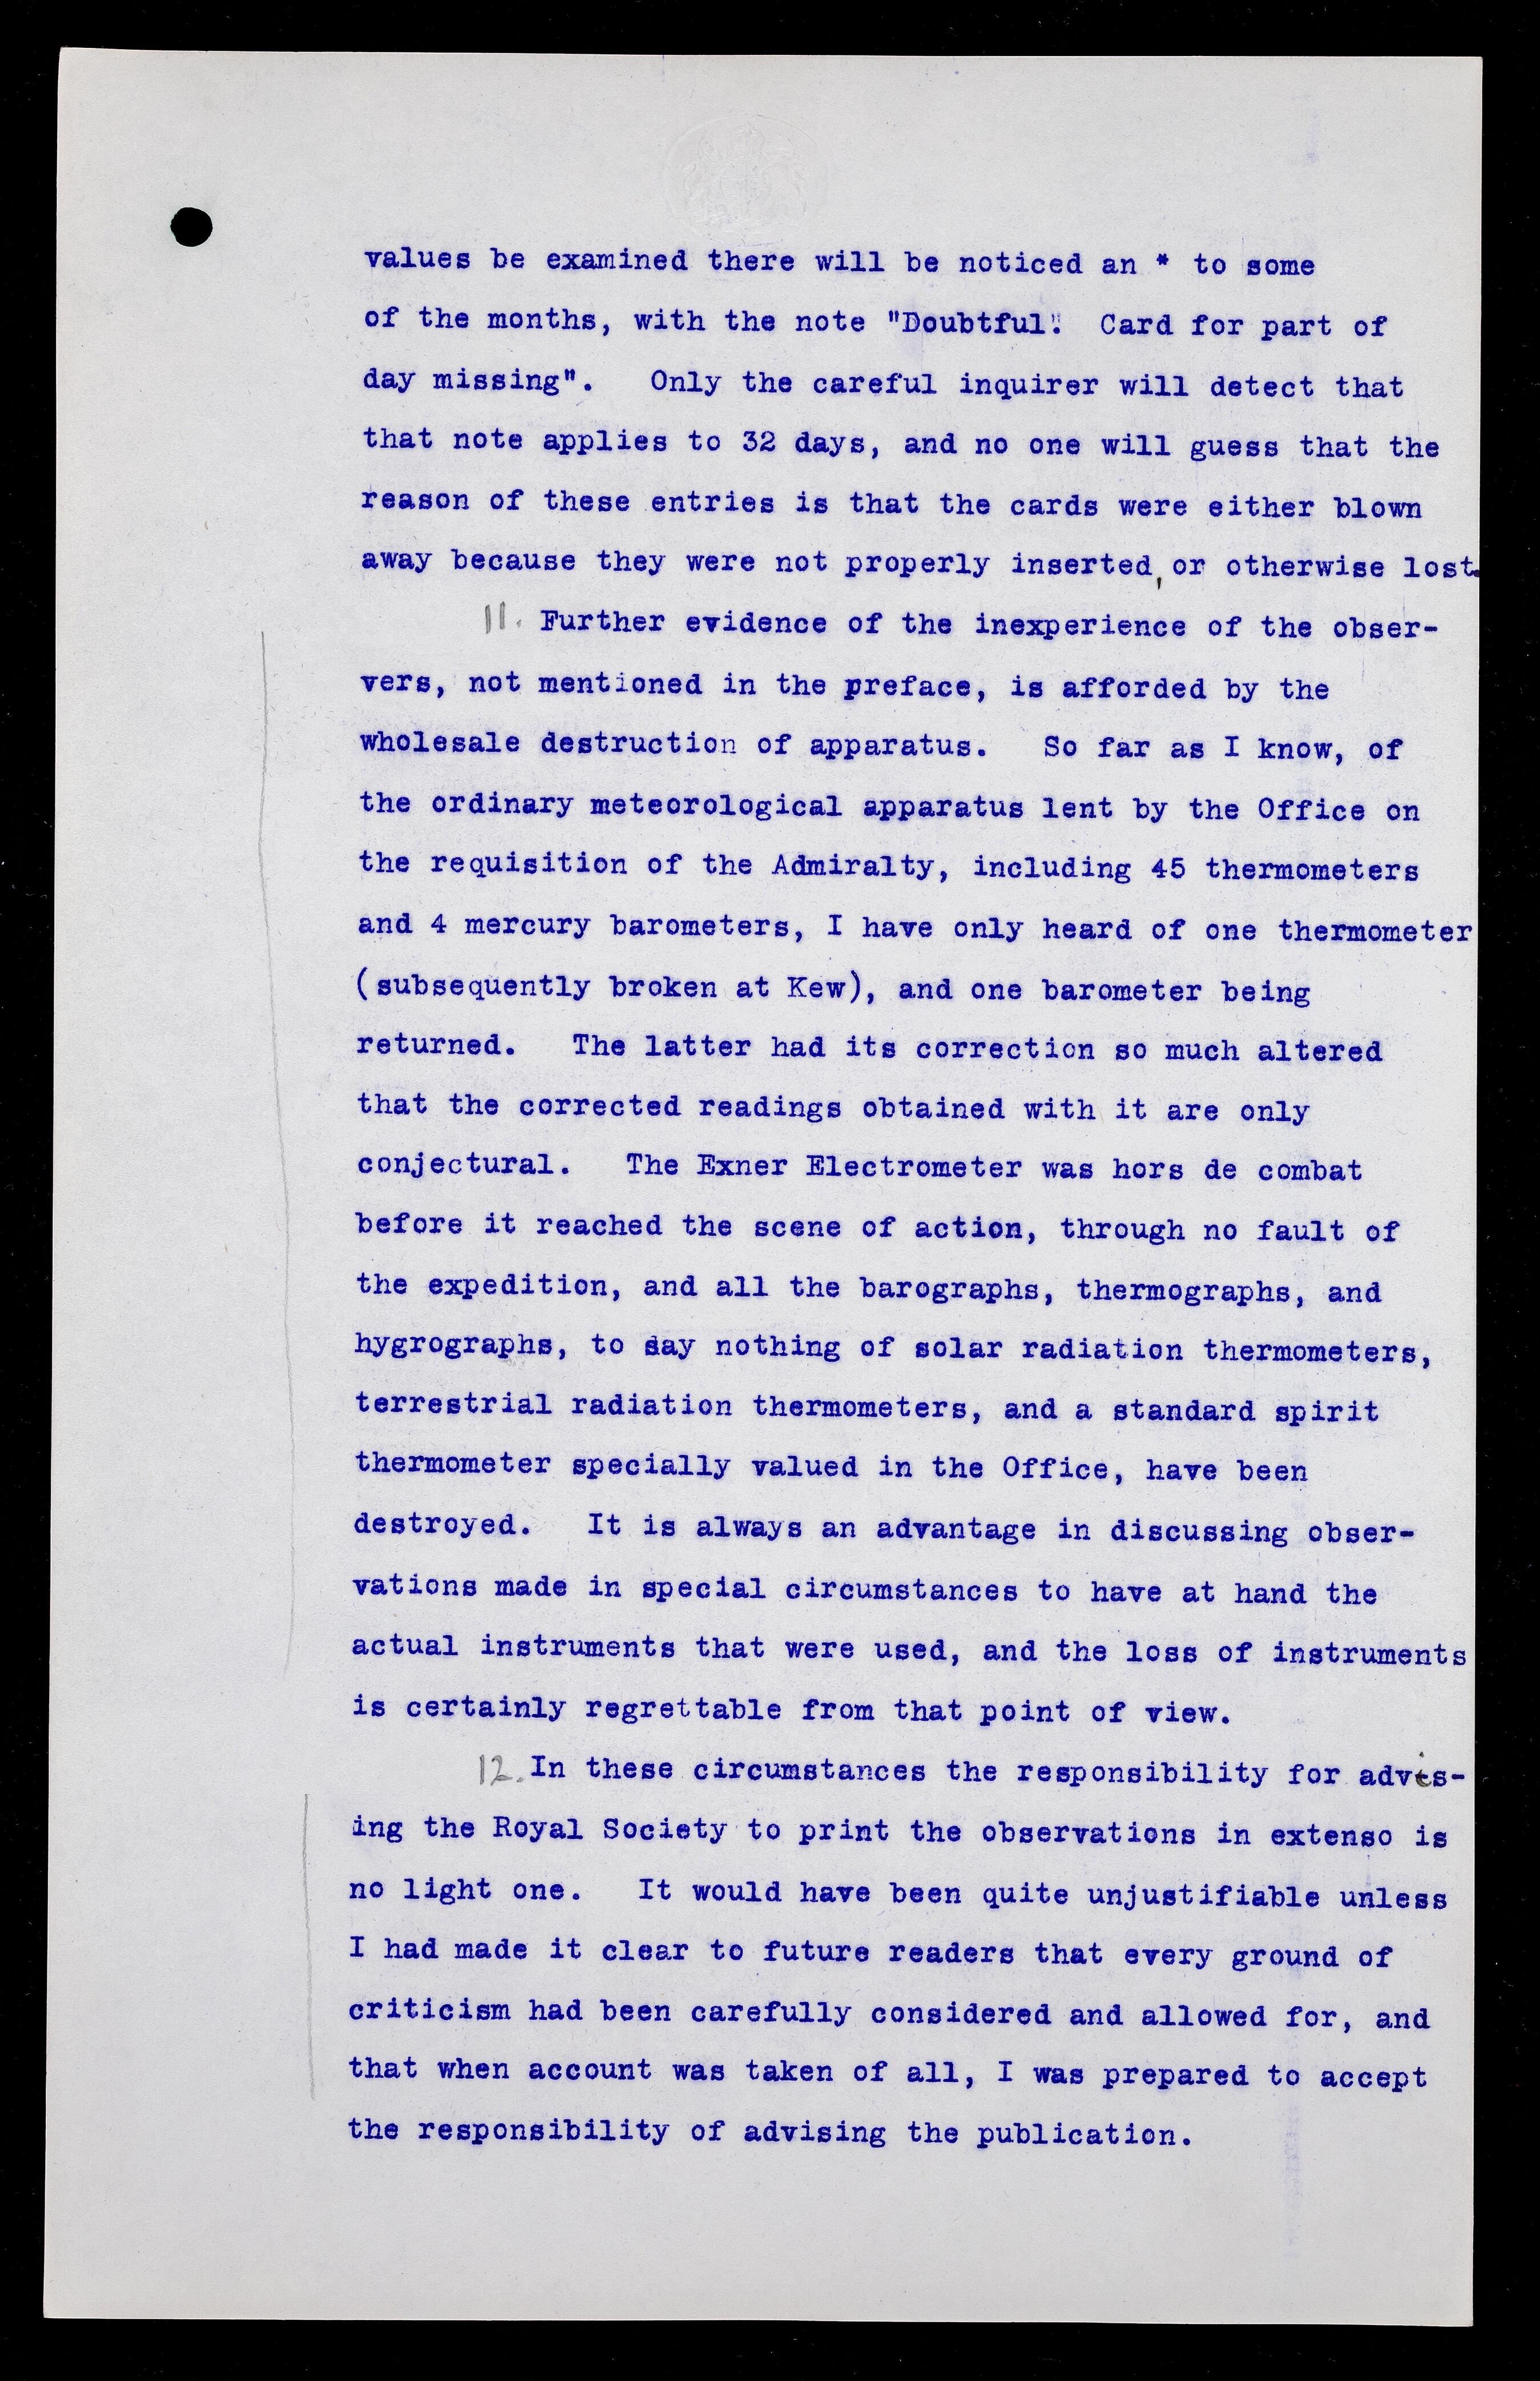 values be examined there will be noticed an * to some
of the months, with the note "Doubtful". Card for part of
day missing". Only the careful inquirer will detect that
that note applies to 32 days, and no one will guess that the
reason of these entries is that the cards were either blown
away because they were not properly inserted, or otherwise lost.
11. Further evidence of the inexperience of the obser-
vers, not mentioned in the preface, is afforded by the
wholesale destruction of apparatus. So far as I know, of
the ordinary meteorological apparatus lent by the Office on
the requisition of the Admiralty, including 45 thermometers
and 4 mercury barometers, I have only heard of one thermometer
(subsequently broken at Kew), and one barometer being
returned. The latter had its correction so much altered
that the corrected readings obtained with it are only
conjectural. The Exner Electrometer was hors de combat
before it reached the scene of action, through no fault of
the expedition, and all the barographs, thermographs, and
hygrographs, to say nothing of solar radiation thermometers,
terrestrial radiation thermometers, and a standard spirit
thermometer specially valued in the Office, have been
destroyed. It is always an advantage in discussing obser-
vations made in special circumstances to have at hand the
actual instruments that were used, and the loss of instruments
is certainly regrettable from that point of view.
12. In these circumstances the responsibility for advis-
ing the Royal Society to print the observations in extenso is
no light one. It would have been quite unjustifiable unless
I had made it clear to future readers that every ground of
criticism had been carefully considered and allowed for, and
that when account was taken of all, I was prepared to accept
the responsibility of advising the publication.